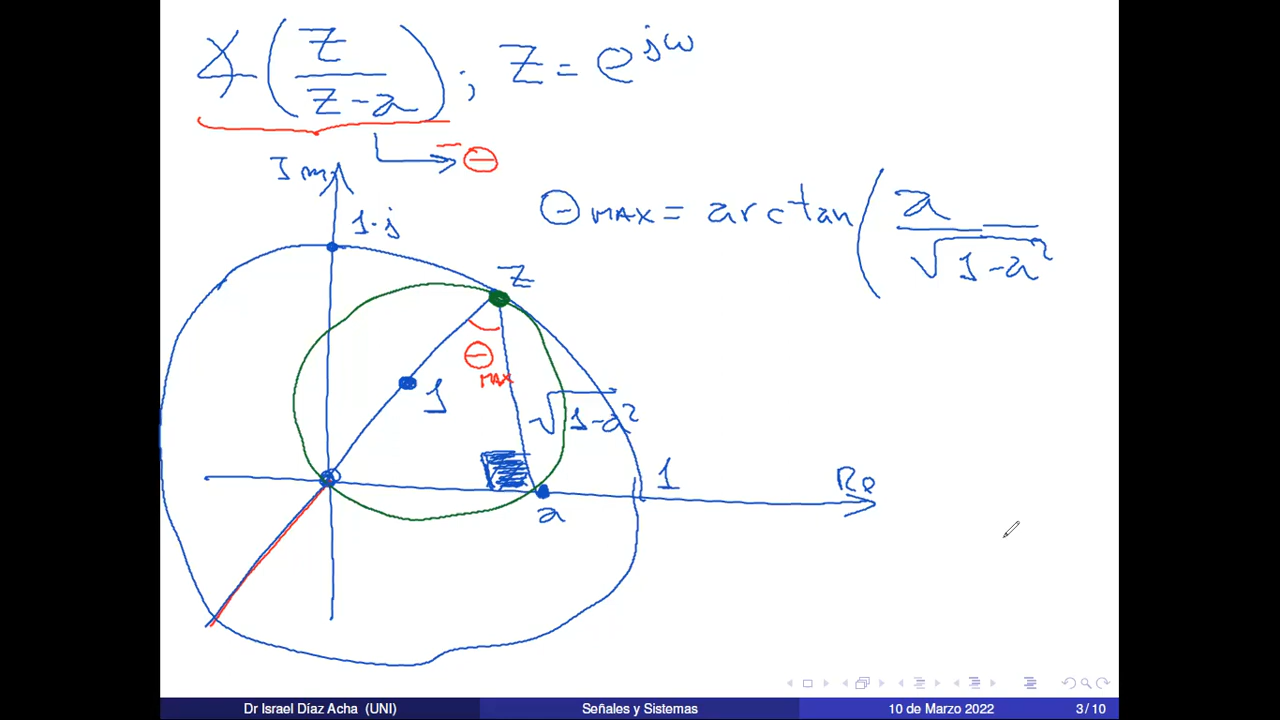 ∡(z/(z-a)); z = e^{jω}
-Θ
Im
1·j
Θ MAX = arctan(a/√(1-a²)
z
Θ
MAX
1
√(1-a²)
1
Re
a
Dr Israel Díaz Acha (UNI) Señales y Sistemas 10 de Marzo 2022 3 / 10